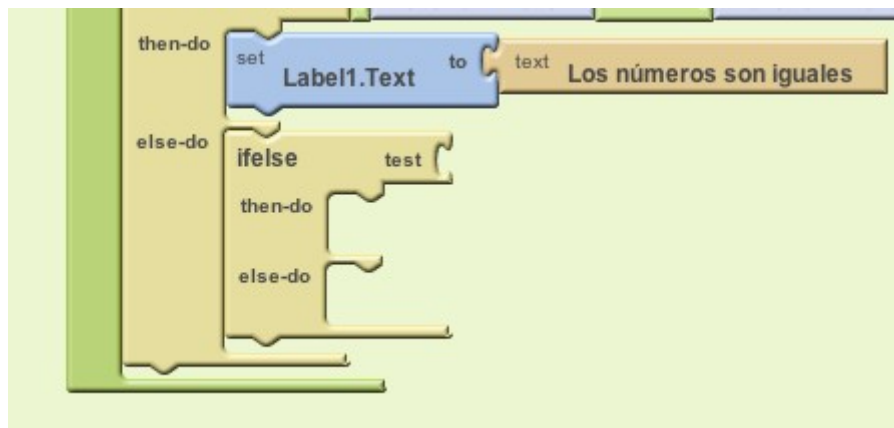 then-do
set Label1.Text to text Los números son iguales
else-do
ifelse test
then-do
else-do